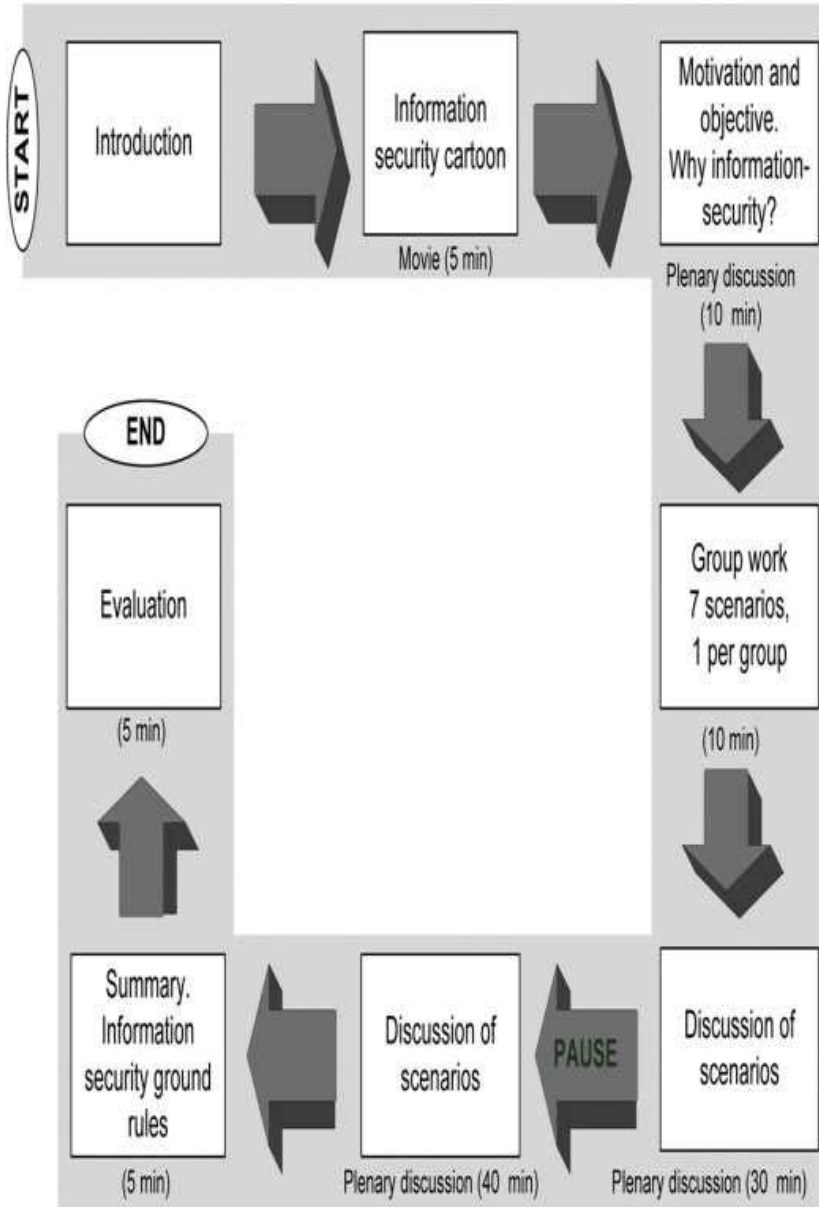 START
Introduction
Information
security cartoon
Movie (5 min)
Motivation and
objective.
Why information-
security?
Plenary discussion
(10 min)
Group work
7 scenarios,
1 per group
(10 min)
Discussion of
scenarios
Plenary discussion (30 min)
PAUSE
Discussion of
scenarios
Plenary discussion (40 min)
Summary.
Information
security ground
rules
(5 min)
Evaluation
(5 min)
END